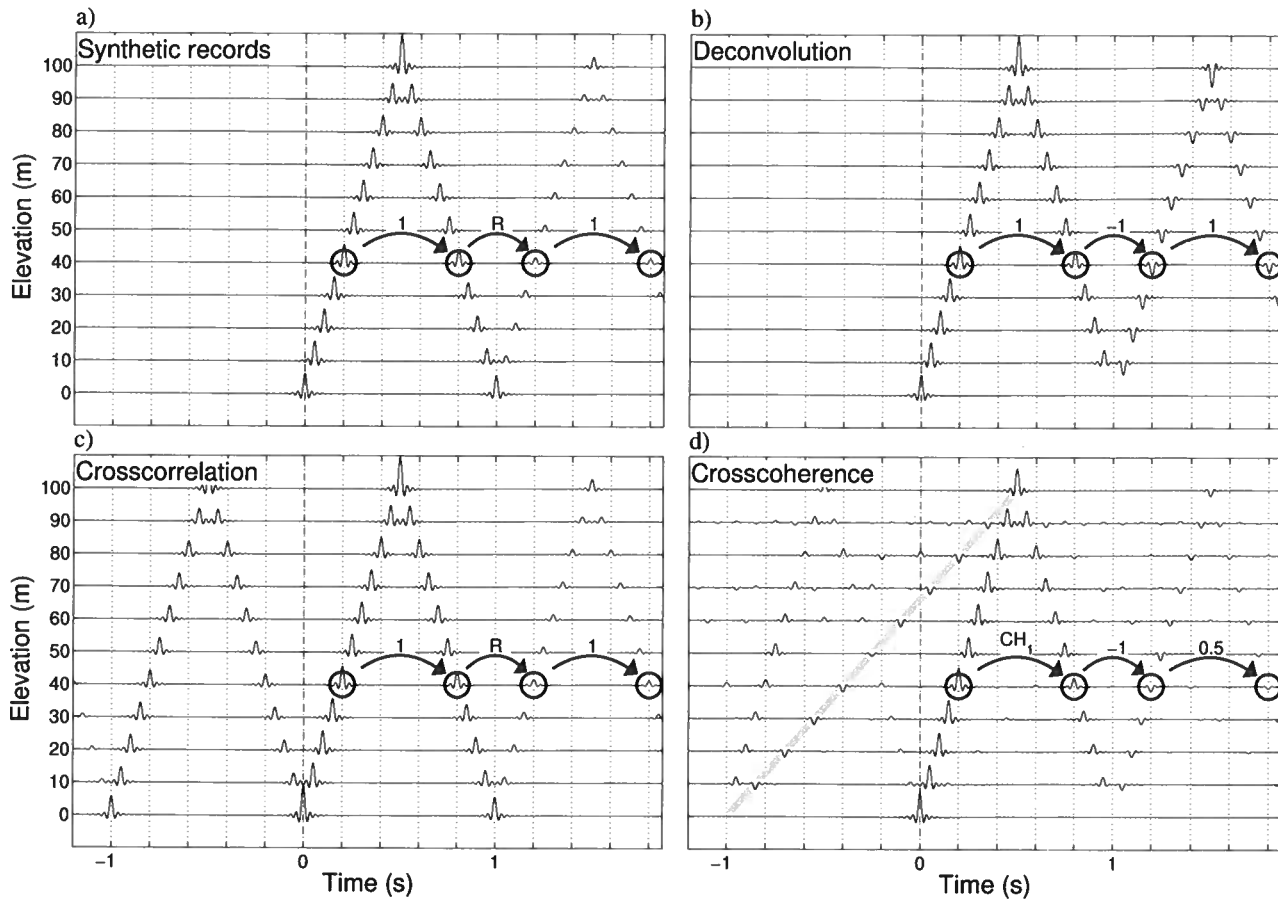 a)
Synthetic records
Elevation (m)
100
90
80
70
60
50
40
30
20
10
0
1
R
1
b)
Deconvolution
1
-1
1
c)
Crosscorrelation
Elevation (m)
100
90
80
70
60
50
40
30
20
10
0
1
R
1
-1
0
1
Time (s)
d)
Crosscoherence
CH1
-1
0.5
-1
0
1
Time (s)